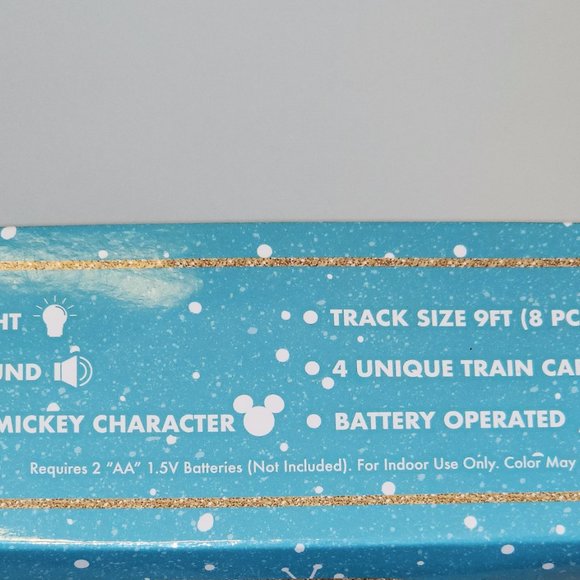 HT
UND
MICKEY CHARACTER
• TRACK SIZE 9FT (8 PC
• 4 UNIQUE TRAIN CA
• BATTERY OPERATED
Requires 2 “AA” 1.5V Batteries (Not Included). For Indoor Use Only. Color May